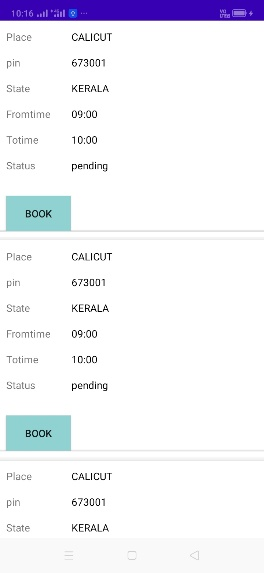 10:16
Place CALICUT
pin 673001
State KERALA
Fromtime 09:00
Totime 10:00
Status pending
BOOK
Place CALICUT
pin 673001
State KERALA
Fromtime 09:00
Totime 10:00
Status pending
BOOK
Place CALICUT
pin 673001
State KERALA